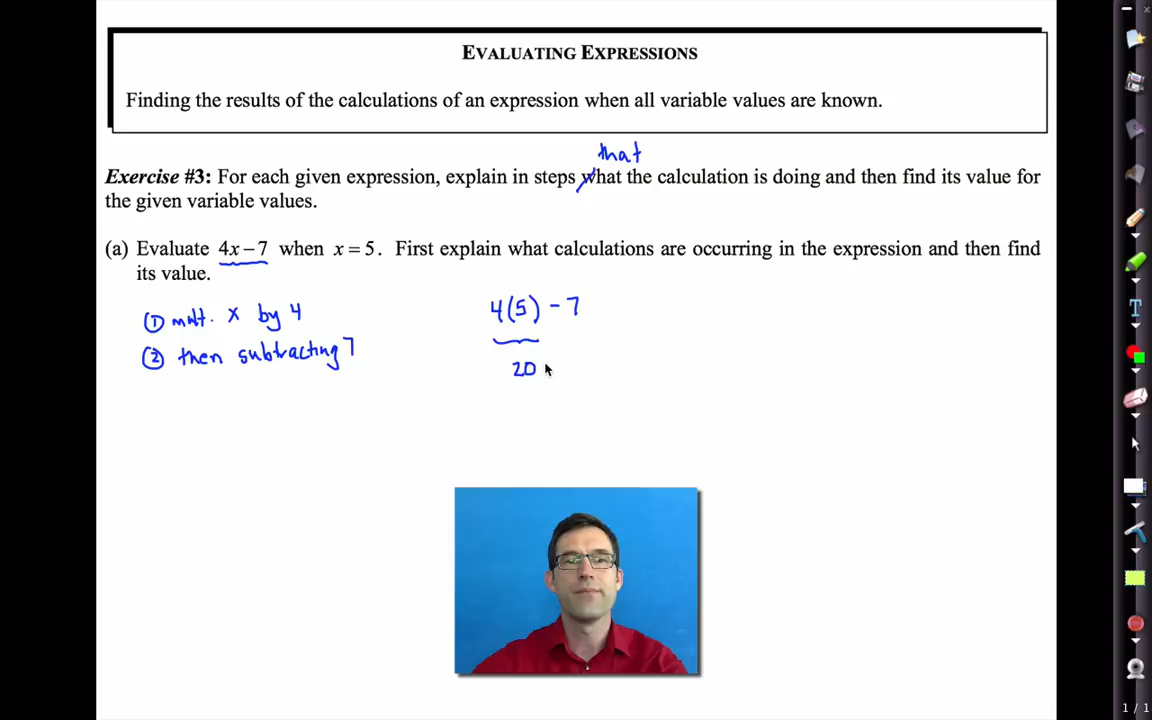 EVALUATING EXPRESSIONS
Finding the results of the calculations of an expression when all variable values are known.
that
Exercise #3: For each given expression, explain in steps what the calculation is doing and then find its value for
the given variable values.
(a) Evaluate 4x – 7 when x = 5. First explain what calculations are occurring in the expression and then find
its value.
① mult. x by 4
② then subtracting 7
4(5) - 7
20
1 / 1